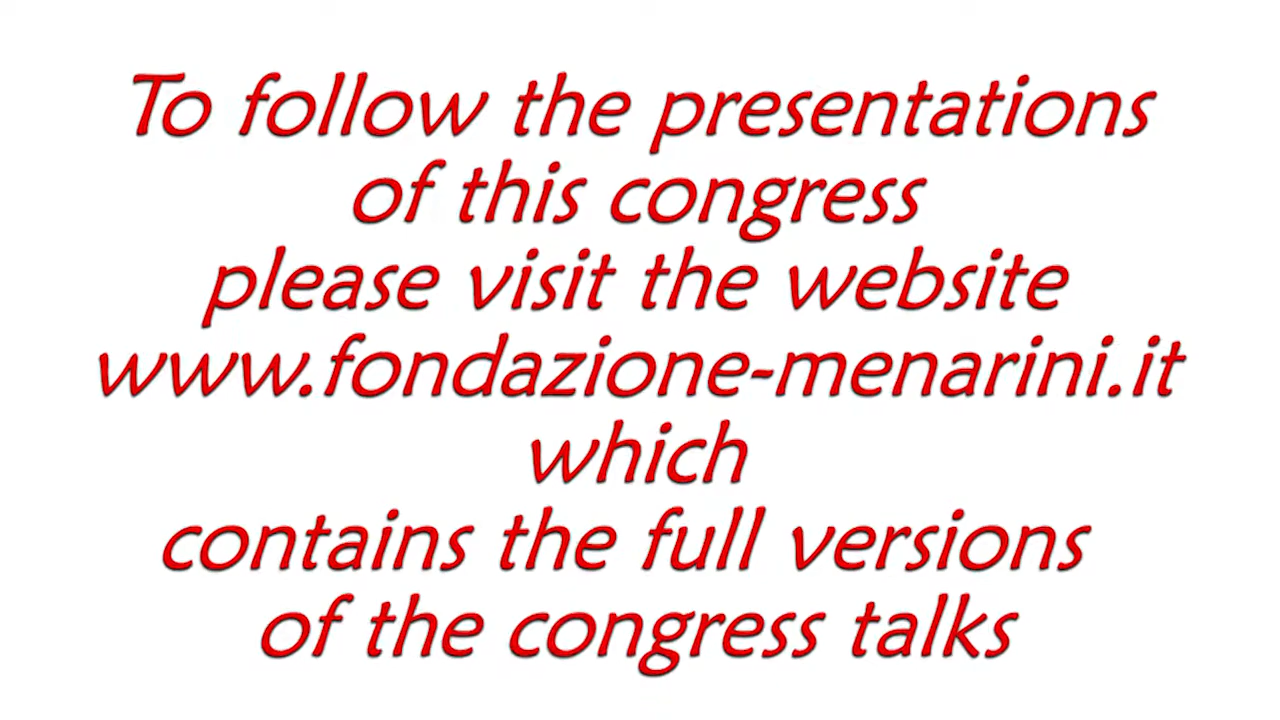 To follow the presentations
of this congress
please visit the website
www.fondazione-menarini.it
which
contains the full versions
of the congress talks